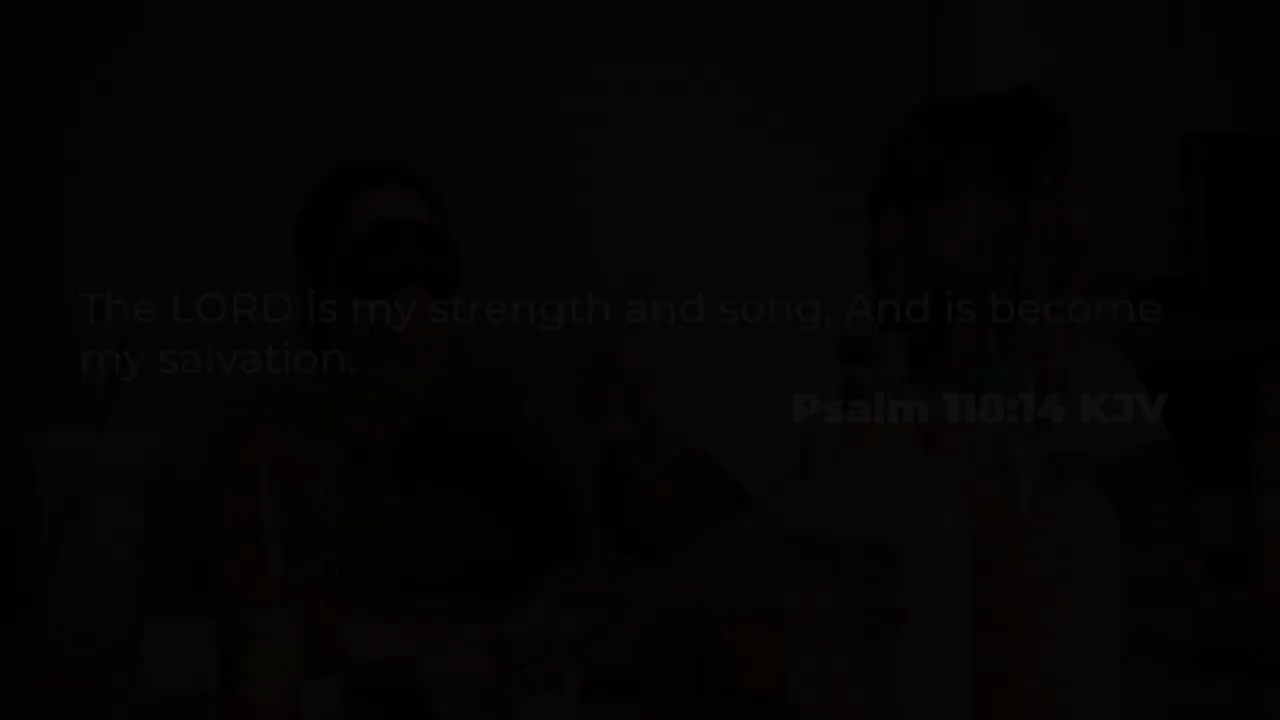 The LORD is my strength and song, And is become
my salvation.
Psalm 118:14 KJV